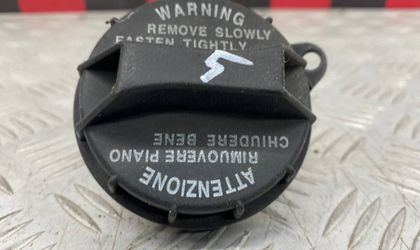 WARNING
REMOVE SLOWLY
FASTEN TIGHTLY
5
ATTENZIONE
RIMUOVERE PIANO
CHIUDERE BENE